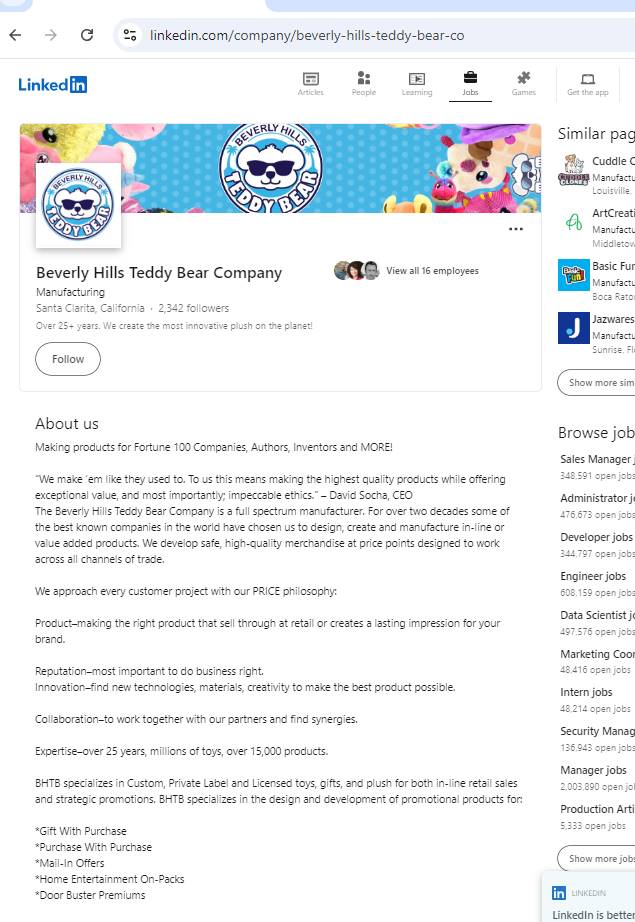 linkedin.com/company/beverly-hills-teddy-bear-co
Linked in
Articles
People
Learning
Jobs
Games
Get the app
BEVERLY HILLS
TEDDY BEAR
BEVERLY HILLS
TEDDY BEAR
Beverly Hills Teddy Bear Company
View all 16 employees
Manufacturing
Santa Clarita, California · 2,342 followers
Over 25+ years. We create the most innovative plush on the planet!
Follow
About us
Making products for Fortune 100 Companies, Authors, Inventors and MORE!
“We make ´em like they used to. To us this means making the highest quality products while offering
exceptional value, and most importantly; impeccable ethics.” – David Socha, CEO
The Beverly Hills Teddy Bear Company is a full spectrum manufacturer. For over two decades some of
the best known companies in the world have chosen us to design, create and manufacture in-line or
value added products. We develop safe, high-quality merchandise at price points designed to work
across all channels of trade.
We approach every customer project with our PRICE philosophy:
Product–making the right product that sell through at retail or creates a lasting impression for your
brand.
Reputation–most important to do business right.
Innovation–find new technologies, materials, creativity to make the best product possible.
Collaboration–to work together with our partners and find synergies.
Expertise–over 25 years, millions of toys, over 15,000 products.
BHTB specializes in Custom, Private Label and Licensed toys, gifts, and plush for both in-line retail sales
and strategic promotions. BHTB specializes in the design and development of promotional products for:
*Gift With Purchase
*Purchase With Purchase
*Mail-In Offers
*Home Entertainment On-Packs
*Door Buster Premiums
Similar pag
CUDDLE
CLONES
Cuddle C
Manufactu
Louisville,
ArtCreati
Manufactu
Middletow
Basic
Fun!
Basic Fun
Manufactu
Boca Rato
J
Jazwares
Manufactu
Sunrise, Fl
Show more sim
Browse job
Sales Manager j
348,591 open jobs
Administrator j
476,673 open jobs
Developer jobs
344,797 open jobs
Engineer jobs
608,159 open jobs
Data Scientist jo
497,576 open jobs
Marketing Coor
48,416 open jobs
Intern jobs
48,214 open jobs
Security Manag
136,943 open jobs
Manager jobs
2,003,890 open jo
Production Arti
5,333 open jobs
Show more jobs
in LINKEDIN
LinkedIn is better